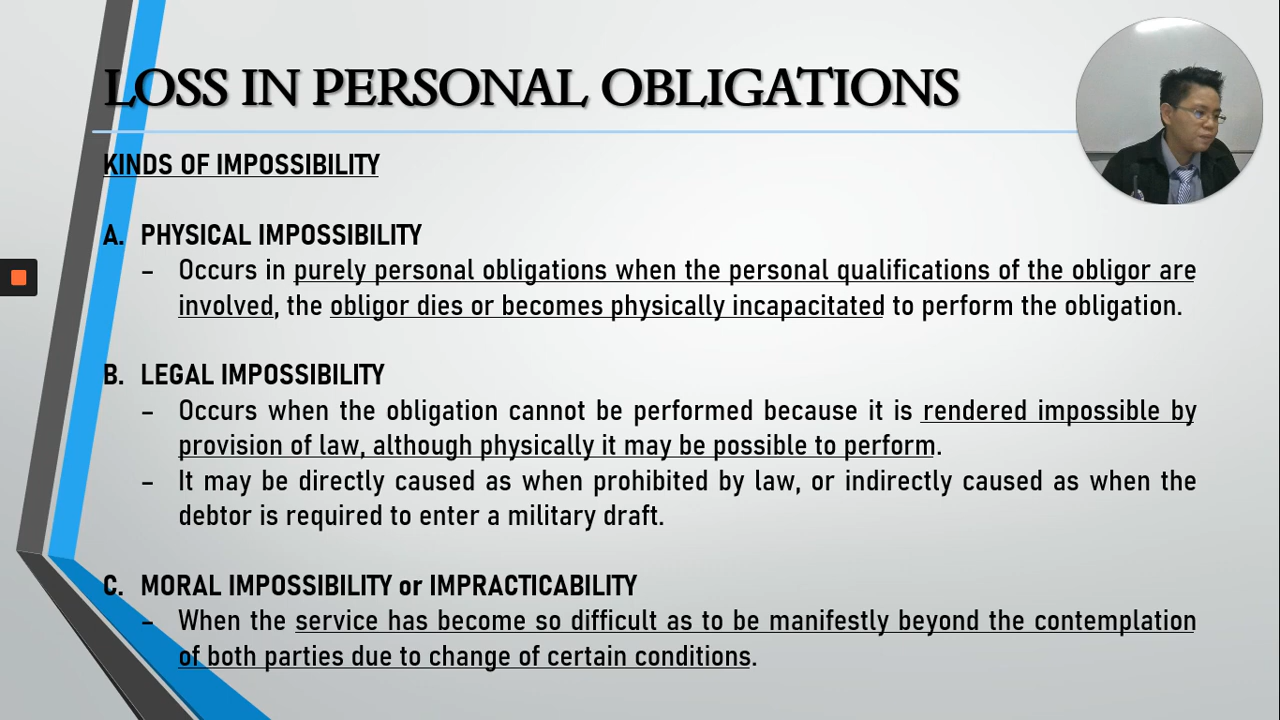 LOSS IN PERSONAL OBLIGATIONS
KINDS OF IMPOSSIBILITY
A. PHYSICAL IMPOSSIBILITY
– Occurs in purely personal obligations when the personal qualifications of the obligor are
involved, the obligor dies or becomes physically incapacitated to perform the obligation.
B. LEGAL IMPOSSIBILITY
– Occurs when the obligation cannot be performed because it is rendered impossible by
provision of law, although physically it may be possible to perform.
– It may be directly caused as when prohibited by law, or indirectly caused as when the
debtor is required to enter a military draft.
C. MORAL IMPOSSIBILITY or IMPRACTICABILITY
– When the service has become so difficult as to be manifestly beyond the contemplation
of both parties due to change of certain conditions.